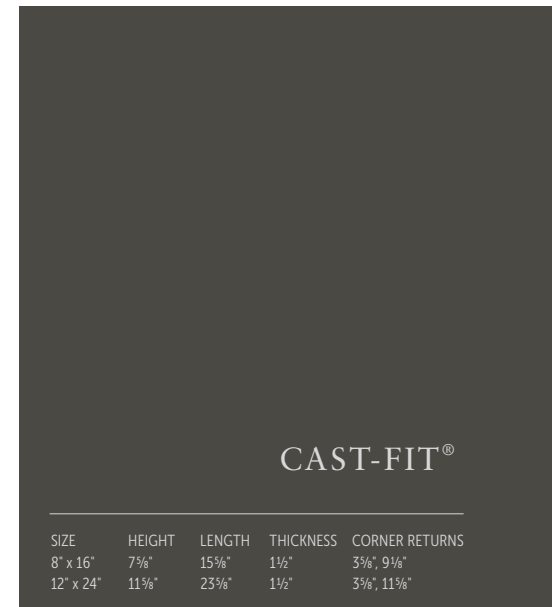 CAST-FIT®
SIZE HEIGHT LENGTH THICKNESS CORNER RETURNS
8" x 16" 7⅝" 15⅝" 1½" 3⅝", 9⅛"
12" x 24" 11⅝" 23⅝" 1½" 3⅝", 11⅝"